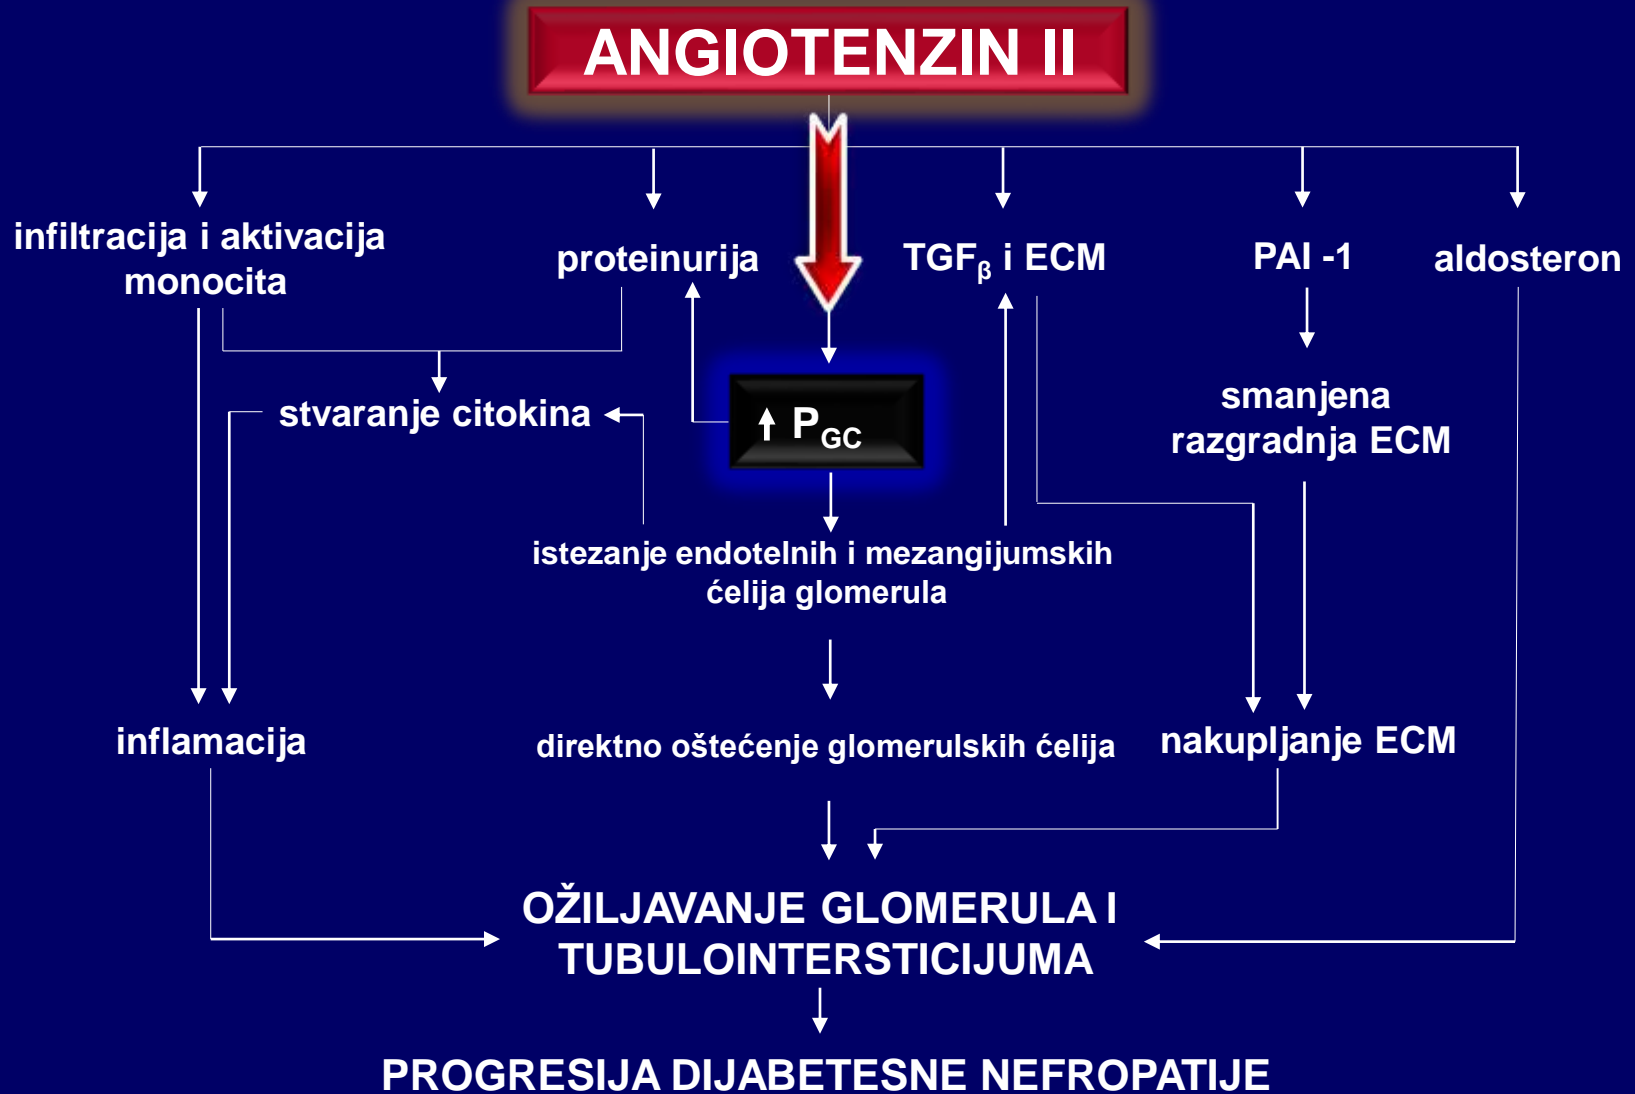 ANGIOTENZIN II
infiltracija i aktivacija
monocita
proteinurija
TGFβ i ECM
PAI -1
aldosteron
stvaranje citokina
↑ PGC
smanjena
razgradnja ECM
istezanje endotelnih i mezangijumskih
ćelija glomerula
inflamacija
direktno oštećenje glomerulskih ćelija
nakupljanje ECM
OŽILJAVANJE GLOMERULA I
TUBULOINTERSTICIJUMA
PROGRESIJA DIJABETESNE NEFROPATIJE